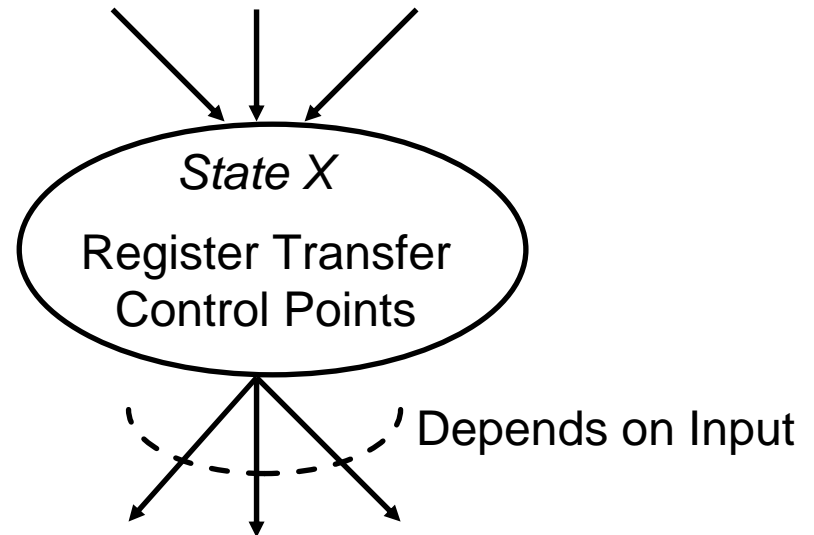 State X
Register Transfer
Control Points
Depends on Input